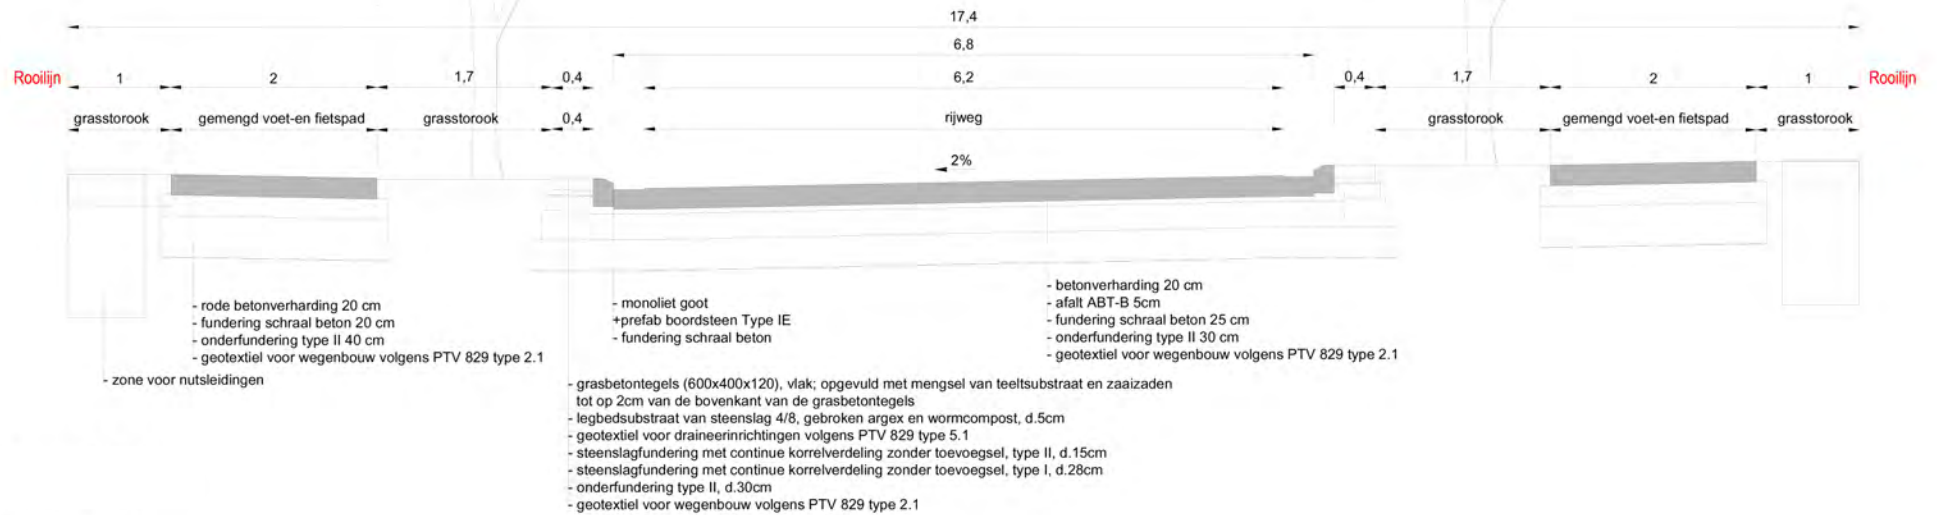 17,4
6,8
Rooilijn 1 2 1,7 0,4 6,2 0,4 1,7 2 1 Rooilijn
grasstorook gemengd voet-en fietspad grasstorook 0,4 rijweg grasstorook gemengd voet-en fietspad grasstorook
2%
- rode betonverharding 20 cm
- fundering schraal beton 20 cm
- onderfundering type II 40 cm
- geotextiel voor wegenbouw volgens PTV 829 type 2.1
- zone voor nutsleidingen
- monoliet goot
+prefab boordsteen Type IE
- fundering schraal beton
- betonverharding 20 cm
- afalt ABT-B 5cm
- fundering schraal beton 25 cm
- onderfundering type II 30 cm
- geotextiel voor wegenbouw volgens PTV 829 type 2.1
- grasbetontegels (600x400x120), vlak; opgevuld met mengsel van teeltsubstraat en zaaizaden
tot op 2cm van de bovenkant van de grasbetontegels
- legbedsubstraat van steenslag 4/8, gebroken argex en wormcompost, d.5cm
- geotextiel voor draineerinrichtingen volgens PTV 829 type 5.1
- steenslagfundering met continue korrelverdeling zonder toevoegsel, type II, d.15cm
- steenslagfundering met continue korrelverdeling zonder toevoegsel, type I, d.28cm
- onderfundering type II, d.30cm
- geotextiel voor wegenbouw volgens PTV 829 type 2.1